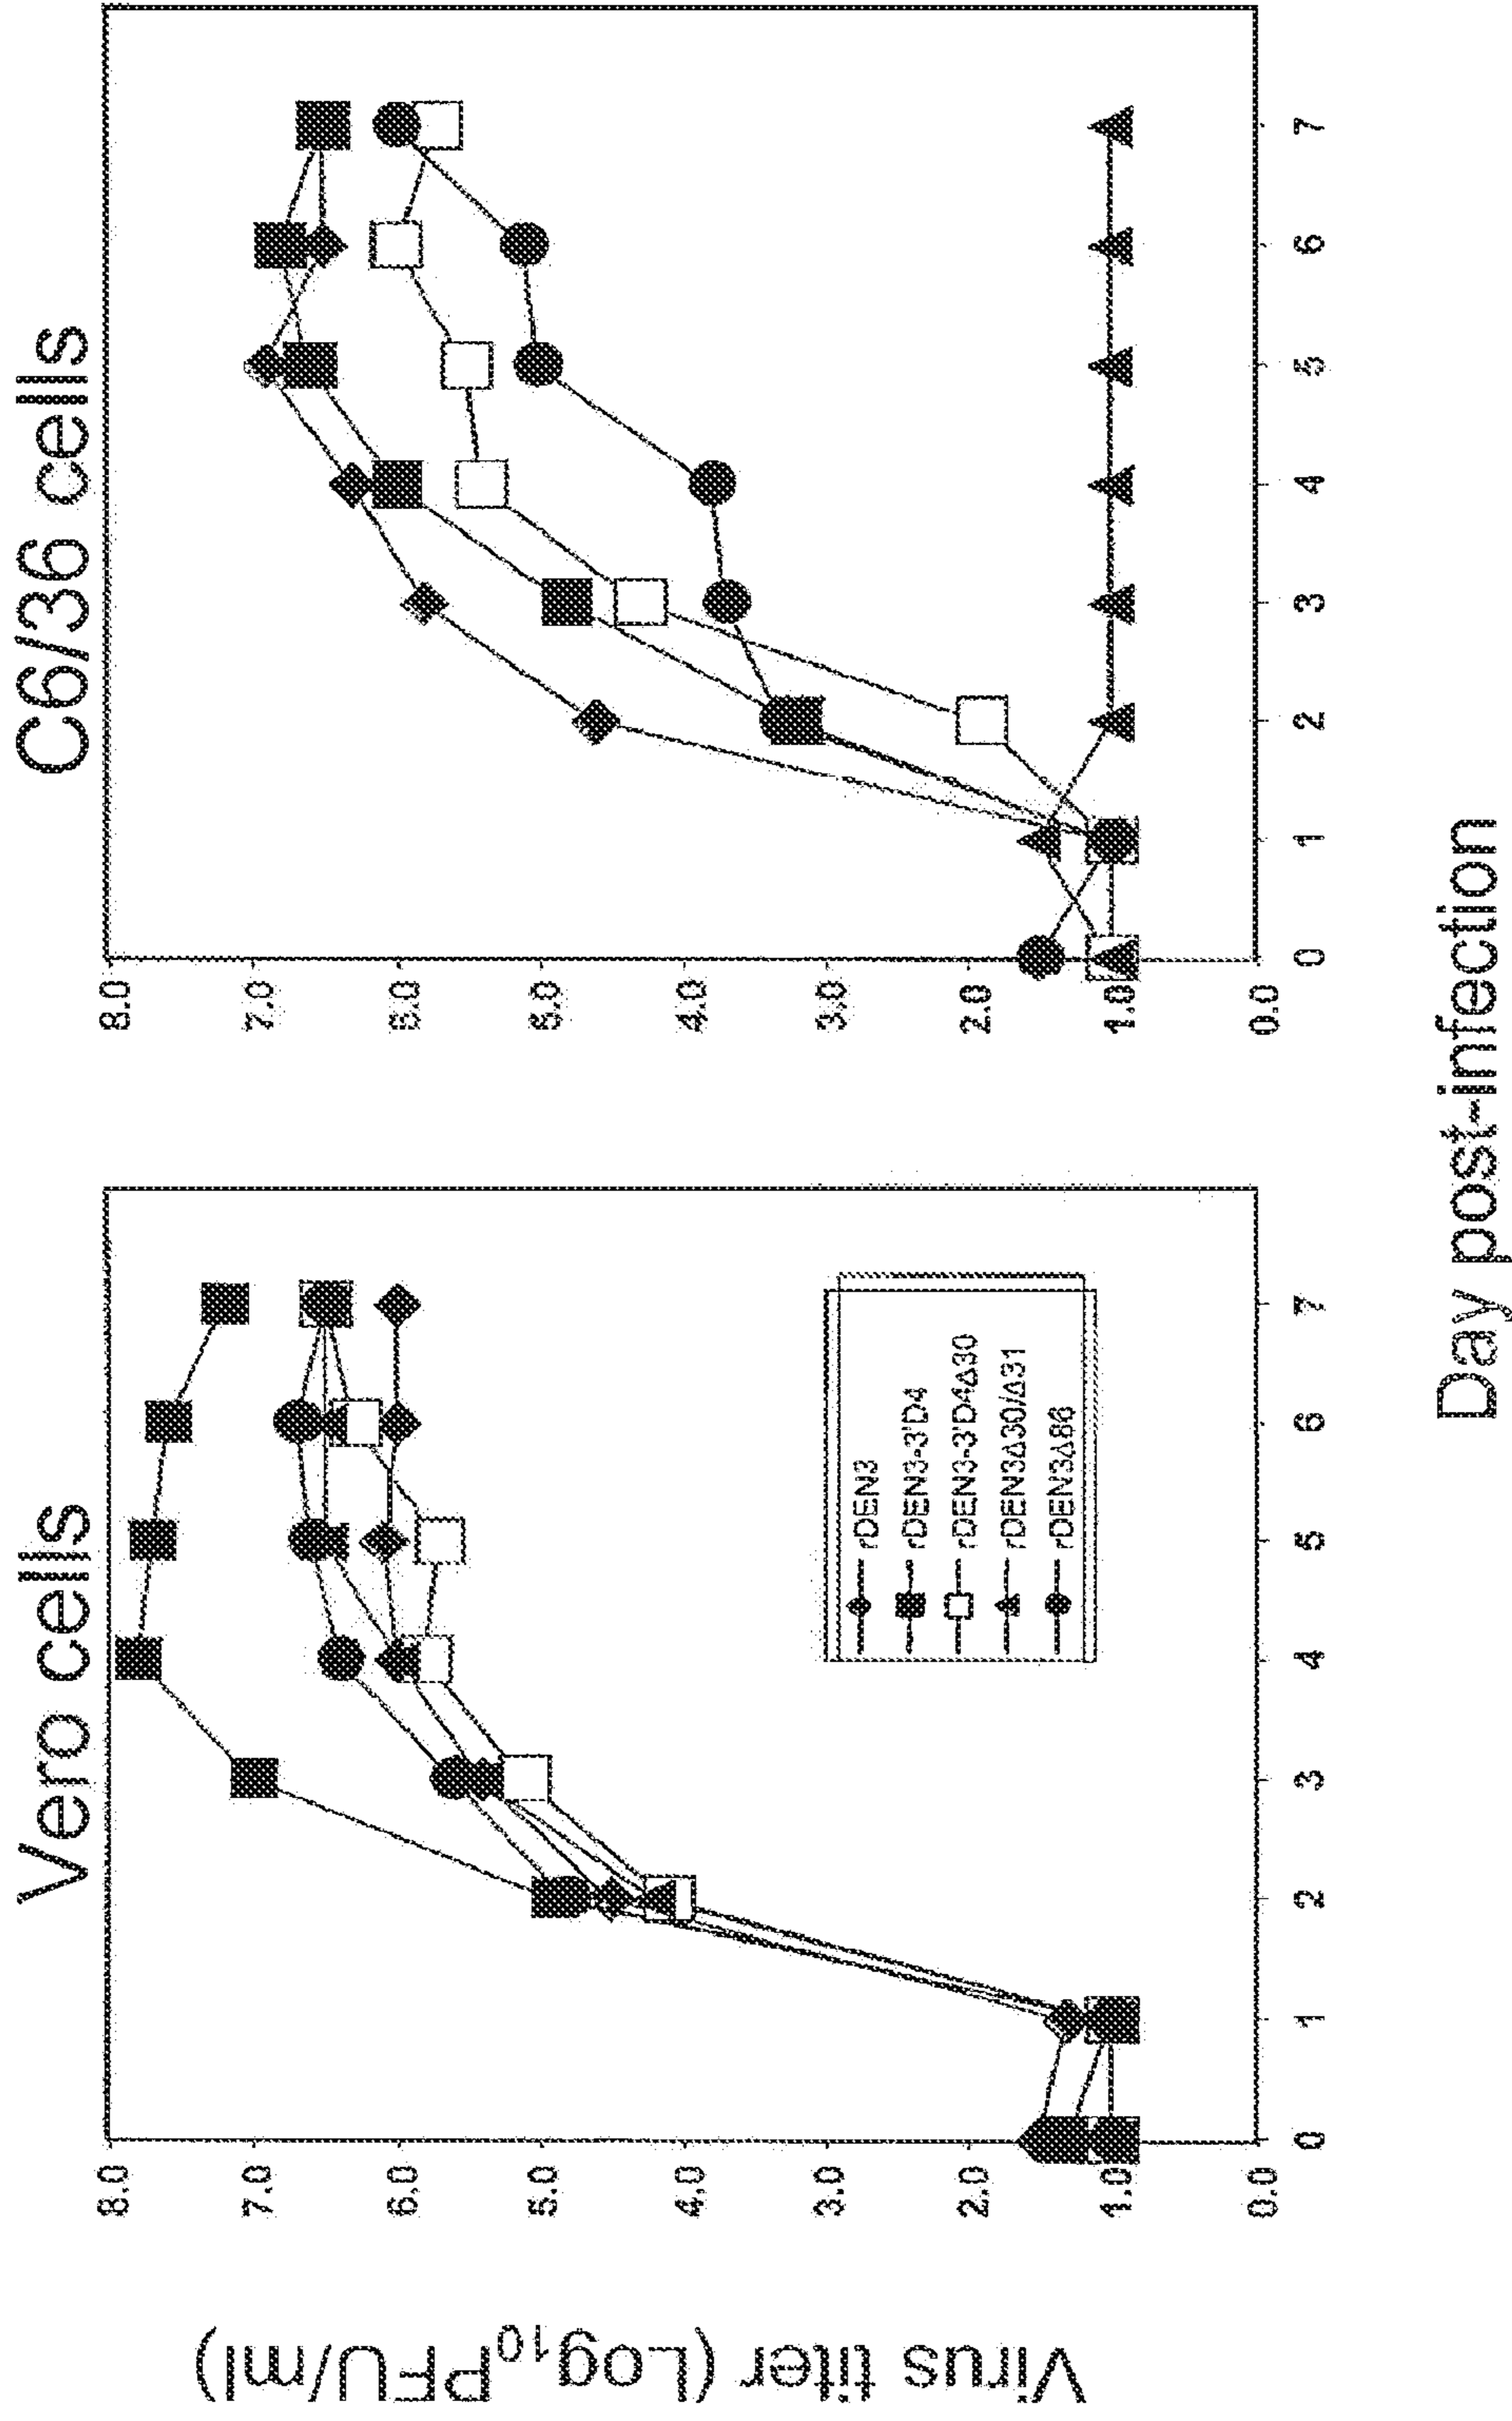 Vero cells
C6/36 cells
Virus titer (Log10PFU/ml)
8.0
7.0
6.0
5.0
4.0
3.0
2.0
1.0
0.0
0 1 2 3 4 5 6 7
rDEN3
rDEN3-3'D4
rDEN3-3'D4Δ30
rDEN3Δ30/Δ31
rDEN3Δ86
8.0
7.0
6.0
5.0
4.0
3.0
2.0
1.0
0.0
0 1 2 3 4 5 6 7
Day post-infection